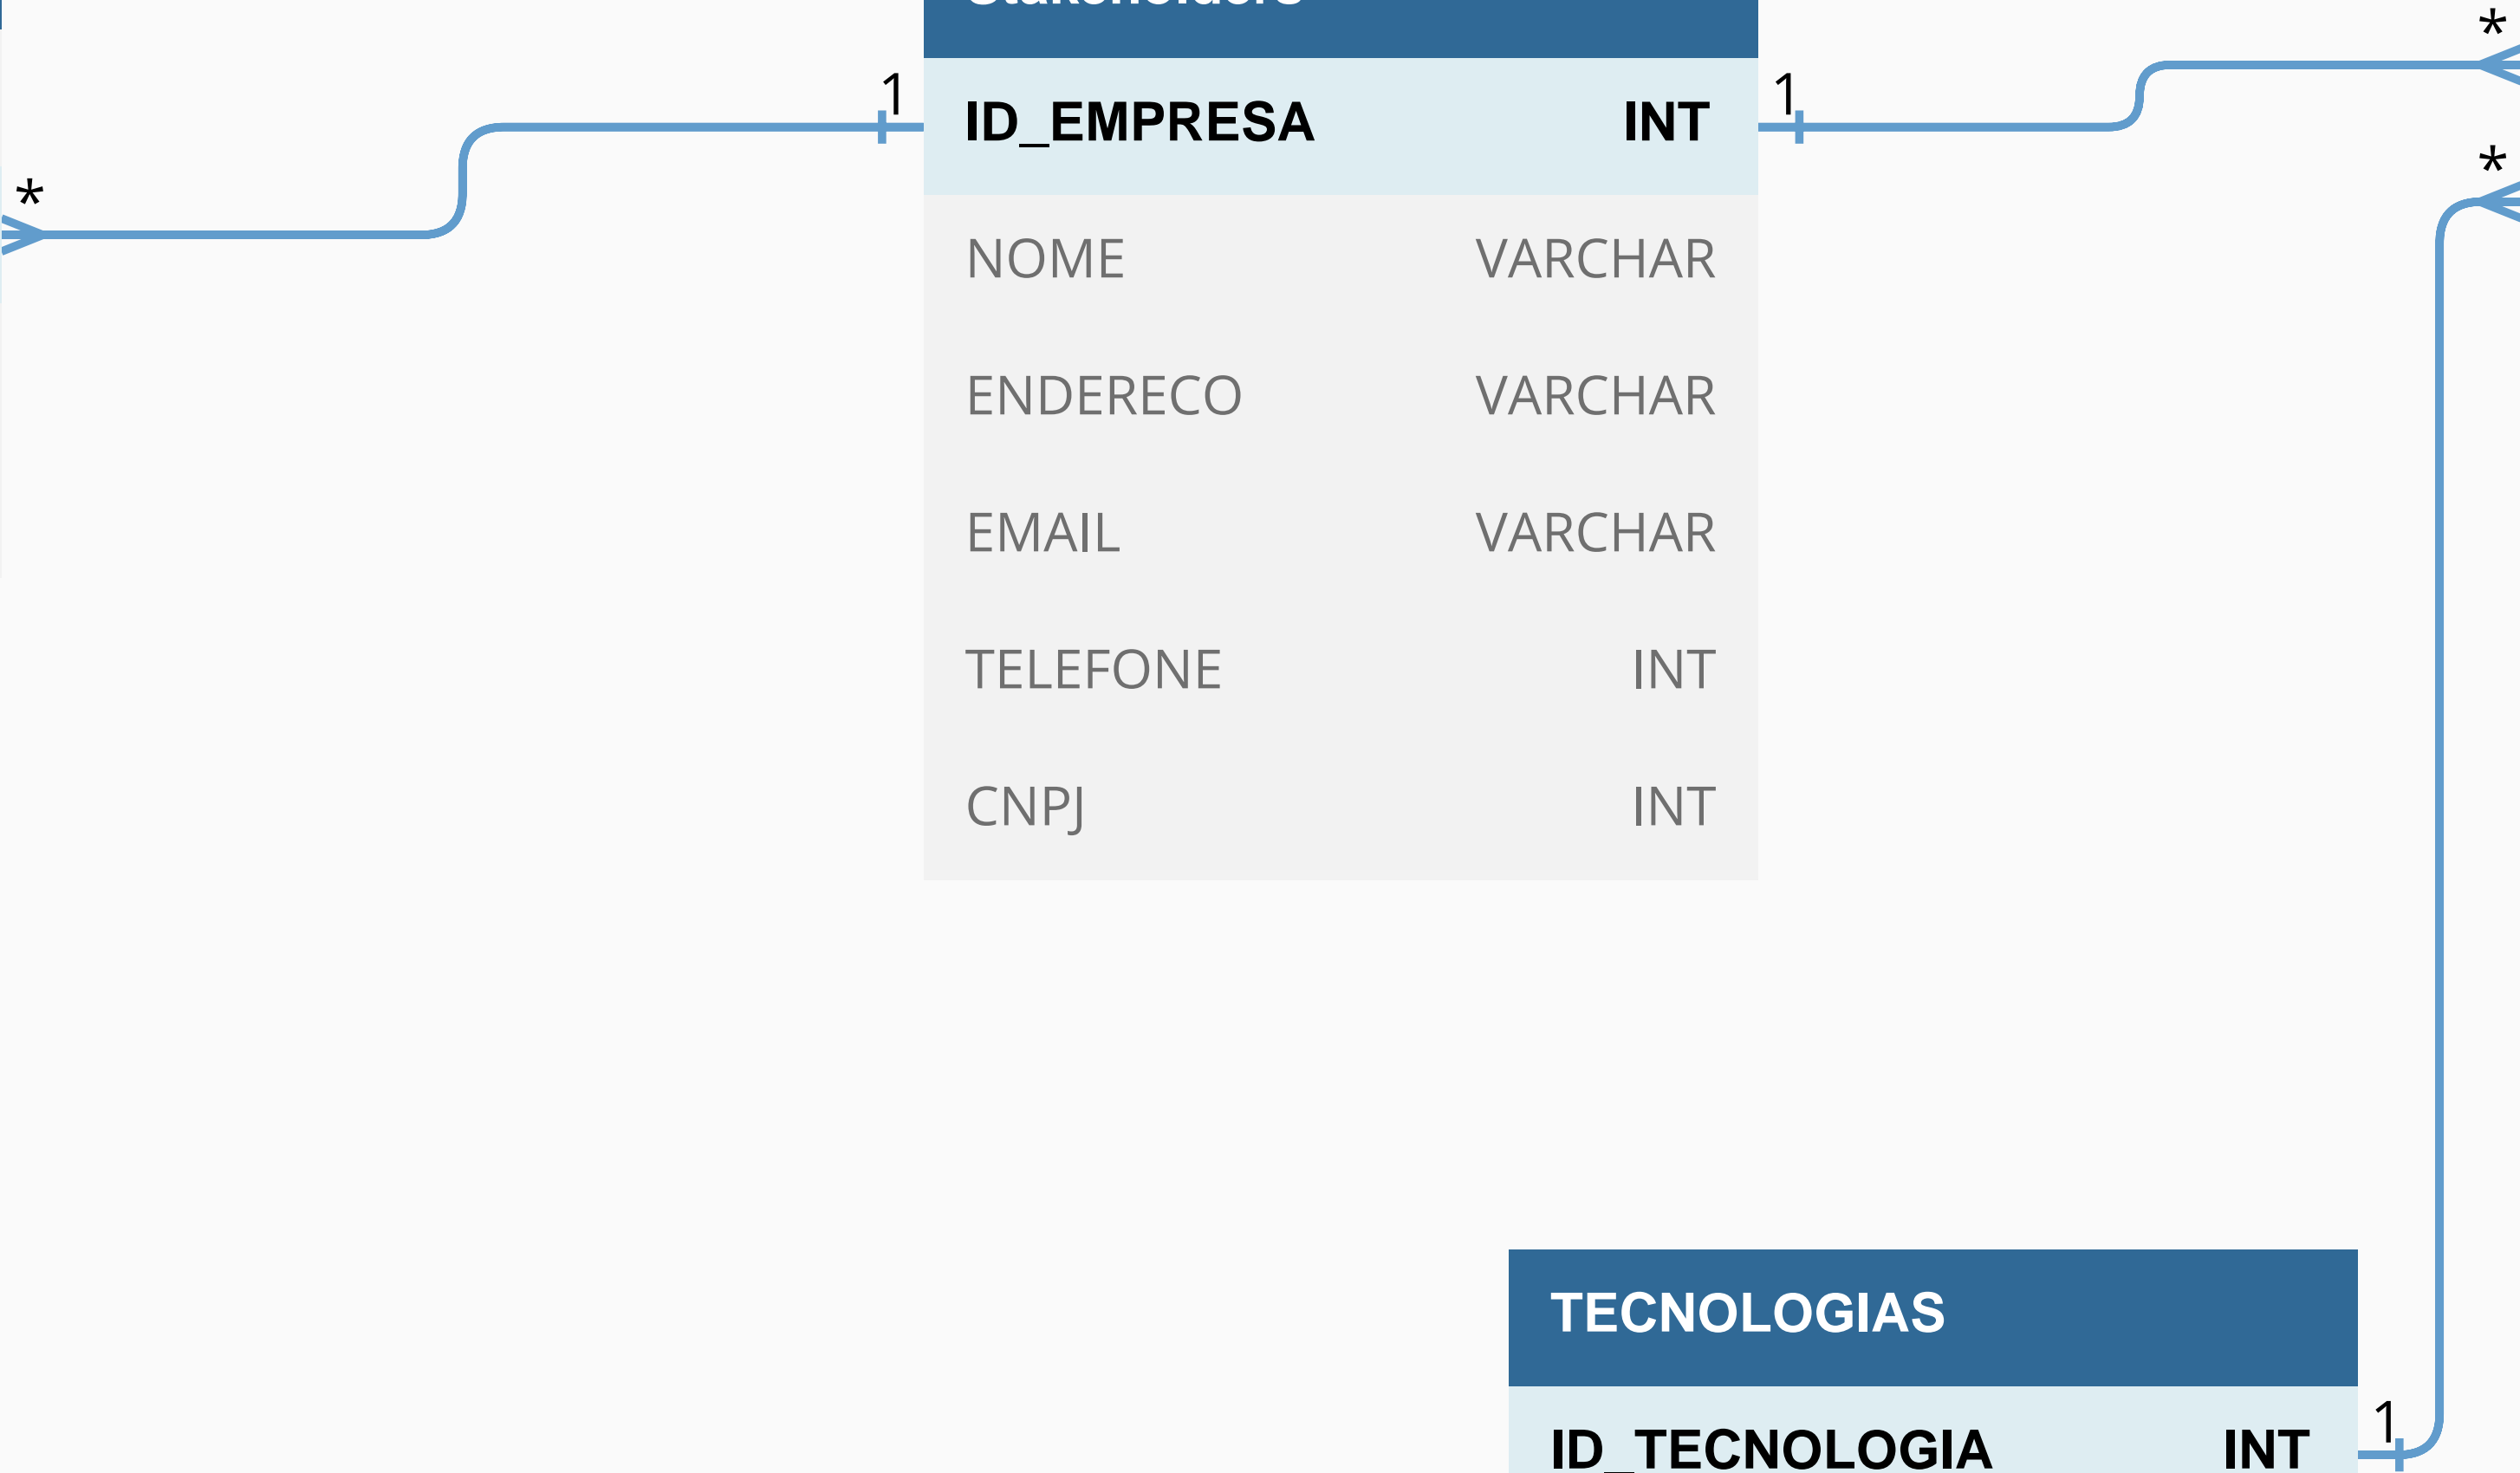 *
1
ID_EMPRESA INT
1
*
*
NOME VARCHAR
ENDERECO VARCHAR
EMAIL VARCHAR
TELEFONE INT
CNPJ INT
TECNOLOGIAS
ID_TECNOLOGIA INT
1